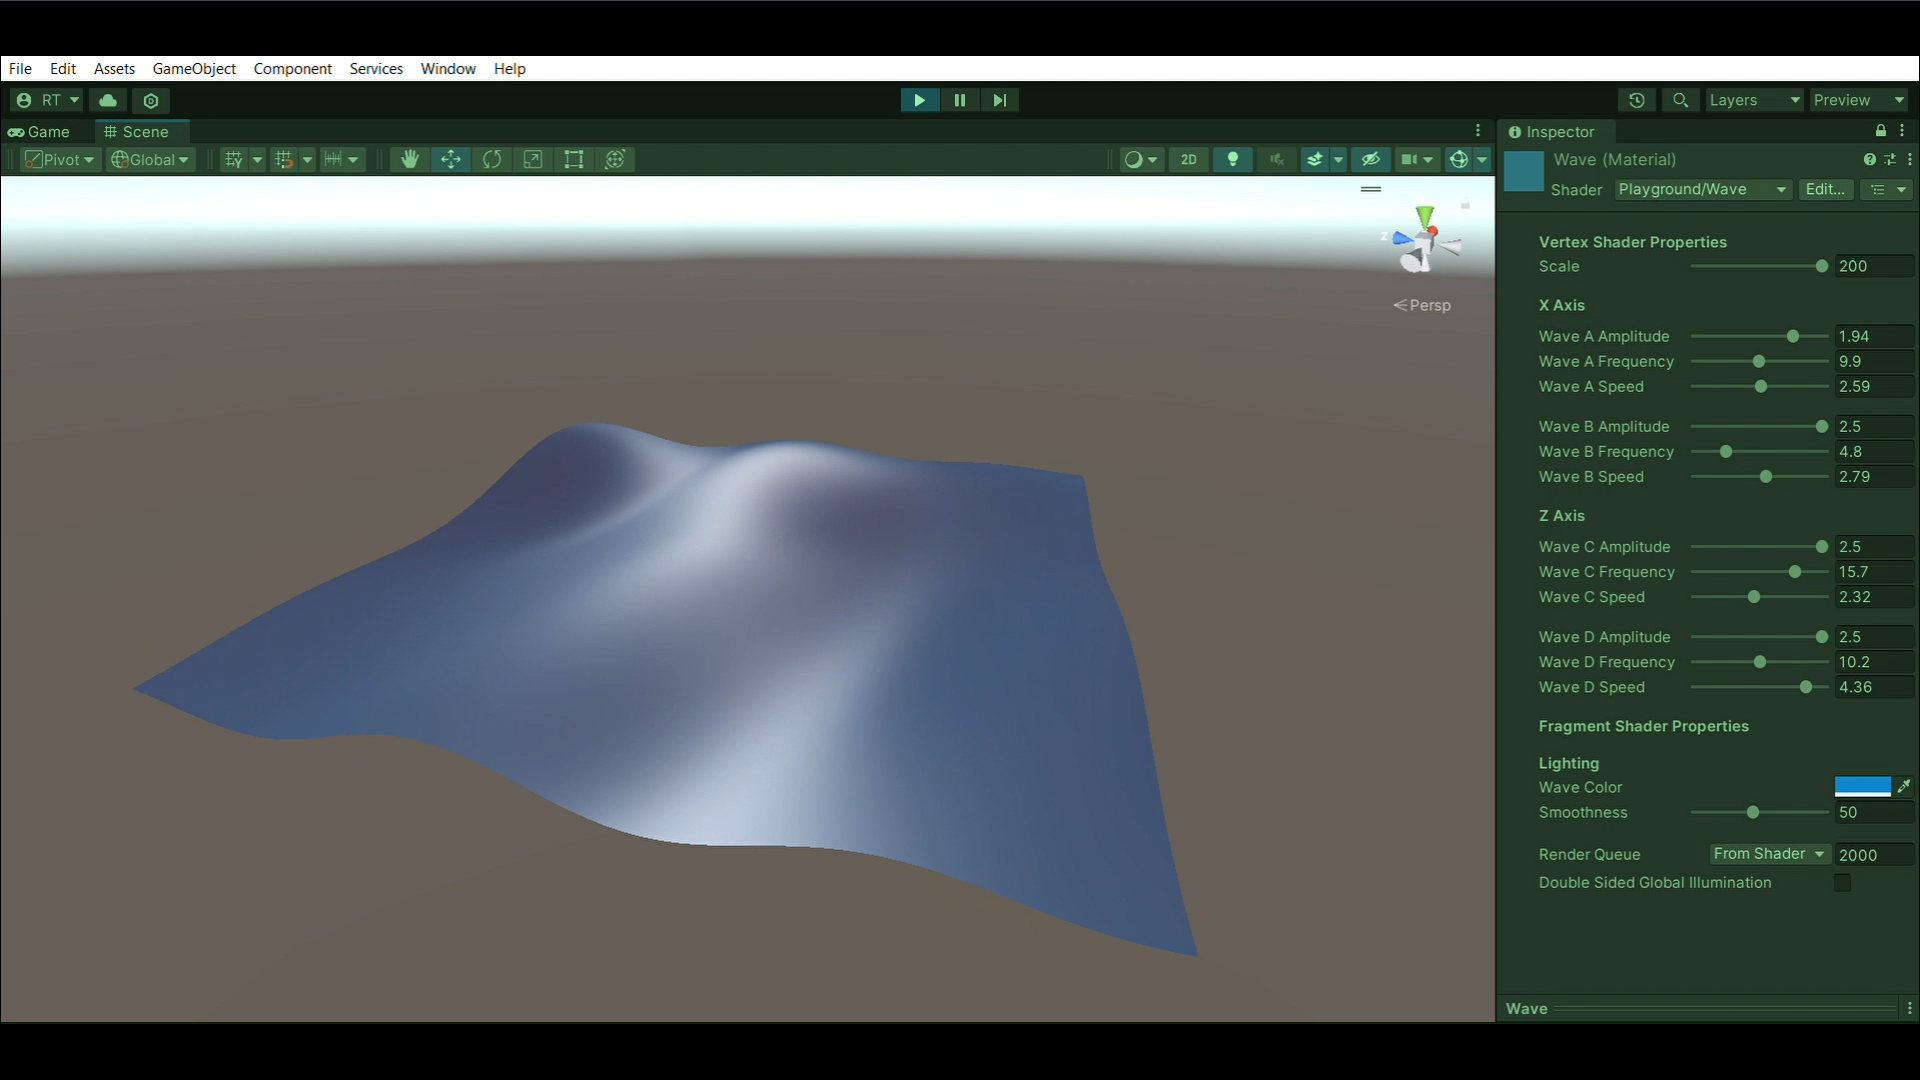 File Edit Assets GameObject Component Services Window Help
RT Layers Preview
Game Scene Inspector
Pivot Global 2D
Wave (Material)
Shader Playground/Wave Edit...
z
Persp
Vertex Shader Properties
Scale 200
X Axis
Wave A Amplitude 1.94
Wave A Frequency 9.9
Wave A Speed 2.59
Wave B Amplitude 2.5
Wave B Frequency 4.8
Wave B Speed 2.79
Z Axis
Wave C Amplitude 2.5
Wave C Frequency 15.7
Wave C Speed 2.32
Wave D Amplitude 2.5
Wave D Frequency 10.2
Wave D Speed 4.36
Fragment Shader Properties
Lighting
Wave Color
Smoothness 50
Render Queue From Shader 2000
Double Sided Global Illumination
Wave